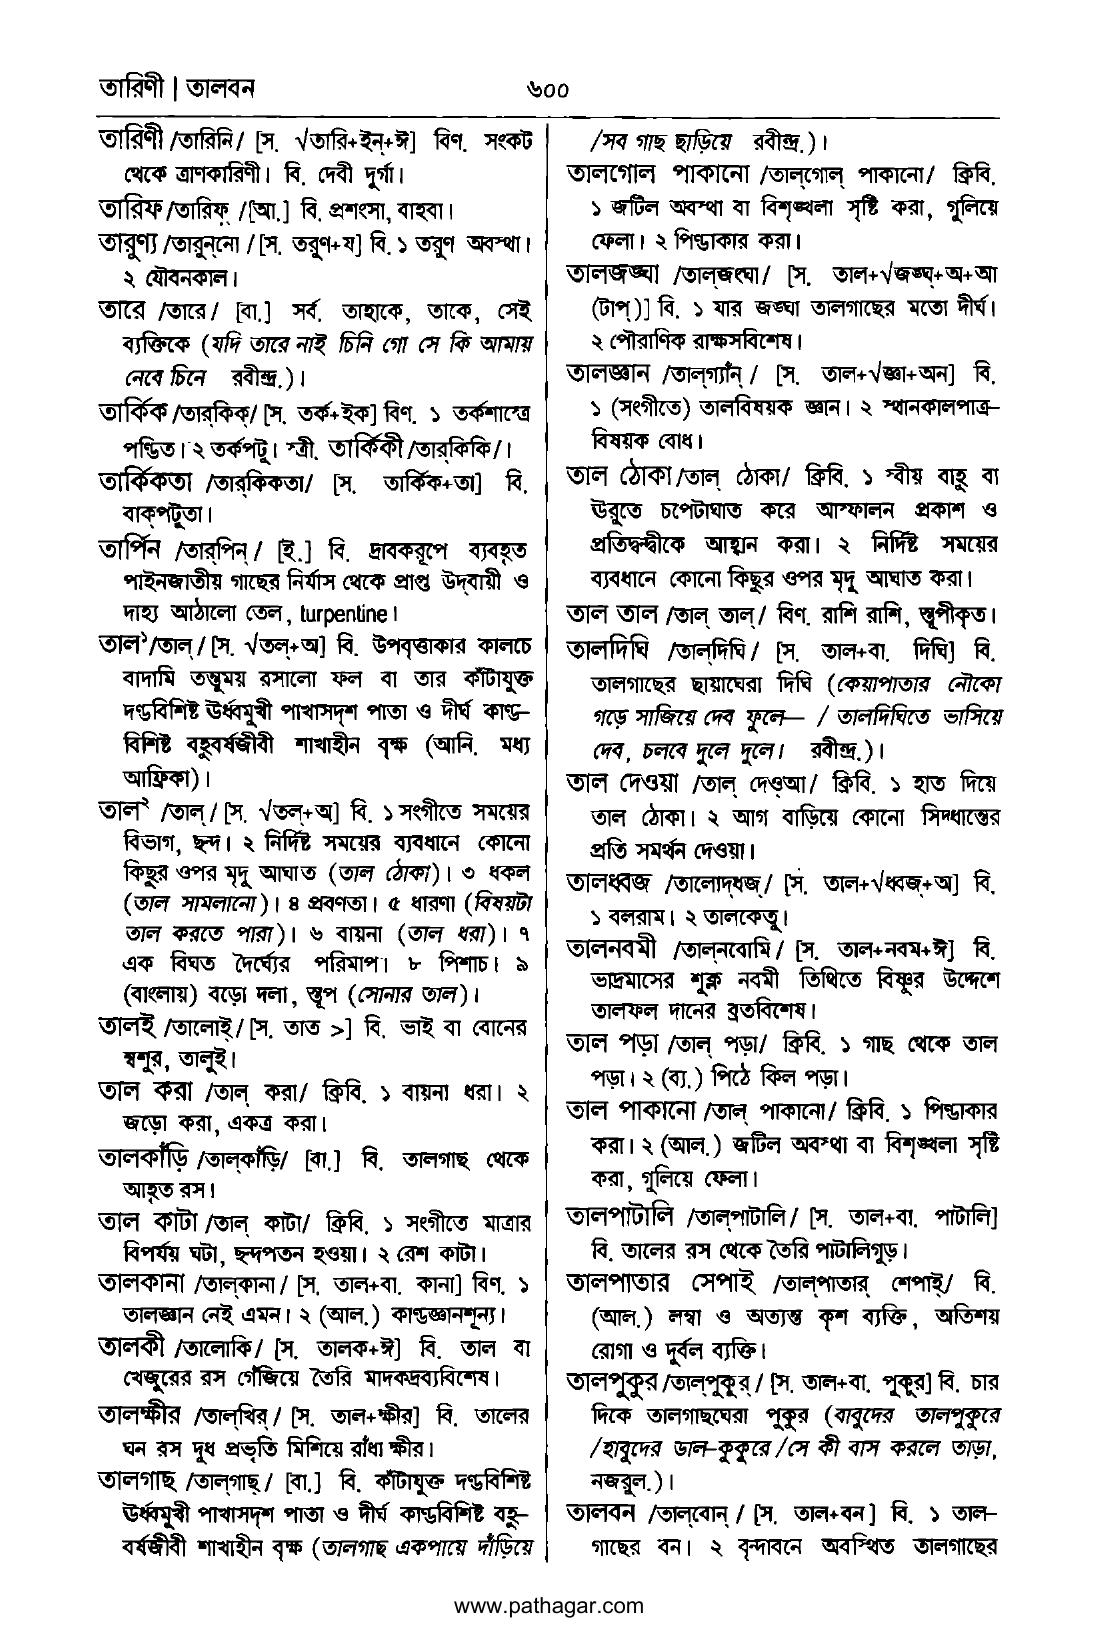 তারিণী | তালবন
৬০০
তারিণী /তারিনি/ [স. √তারি+ইন্+ঈ] বিণ. সংকট
থেকে ত্রাণকারিণী। বি. দেবী দুর্গা।
তারিফ /তারিফ্ /[আ.] বি. প্রশংসা, বাহবা।
তারুণ্য /তারুন্‌নো / [স. তরুণ+য] বি. ১ তরুণ অবস্থা।
২ যৌবনকাল।
তারে /তারে/ [বা.] সর্ব. তাহাকে, তাকে, সেই
ব্যক্তিকে (যদি তারে নাই চিনি গো সে কি আমায়
নেবে চিনে রবীন্দ্র.)।
তার্কিক /তার্‌কিক্/ [স. তর্ক+ইক] বিণ. ১ তর্কশাস্ত্রে
পণ্ডিত। ২ তর্কপটু। স্ত্রী. তার্কিকী /তার্‌কিকি/।
তার্কিকতা /তার্‌কিকতা/ [স. তার্কিক+তা] বি.
বাক্‌পটুতা।
তার্পিন /তার্‌পিন্ / [ই.] বি. দ্রাবকরূপে ব্যবহৃত
পাইনজাতীয় গাছের নির্যাস থেকে প্রাপ্ত উদ্‌বায়ী ও
দাহ্য আঠালো তেল, turpentine।
তাল১ /তাল্ / [স. √তল্+অ] বি. উপবৃত্তাকার কালচে
বাদামি তন্তুময় রসালো ফল বা তার কাঁটাযুক্ত
দণ্ডবিশিষ্ট ঊর্ধ্বমুখী পাখাসদৃশ পাতা ও দীর্ঘ কাণ্ড-
বিশিষ্ট বহুবর্ষজীবী শাখাহীন বৃক্ষ (আনি. মধ্য
আফ্রিকা)।
তাল২ /তাল্ / [স. √তল্+অ] বি. ১ সংগীতে সময়ের
বিভাগ, ছন্দ। ২ নির্দিষ্ট সময়ের ব্যবধানে কোনো
কিছুর ওপর মৃদু আঘাত (তাল ঠোকা)। ৩ ধকল
(তাল সামলানো)। ৪ প্রবণতা। ৫ ধারণা (বিষয়টা
তাল করতে পারা)। ৬ বায়না (তাল ধরা)। ৭
এক বিঘত দৈর্ঘ্যের পরিমাপ। ৮ পিশাচ। ৯
(বাংলায়) বড়ো দলা, স্তূপ (সোনার তাল)।
তালই /তালোই্ / [স. তাত >] বি. ভাই বা বোনের
শ্বশুর, তালুই।
তাল করা /তাল্ করা/ ক্রিবি. ১ বায়না ধরা। ২
জড়ো করা, একত্র করা।
তালকাঁড়ি /তাল্‌কাঁড়ি/ [বা.] বি. তালগাছ থেকে
আহৃত রস।
তাল কাটা /তাল্ কাটা/ ক্রিবি. ১ সংগীতে মাত্রার
বিপর্যয় ঘটা, ছন্দপতন হওয়া। ২ রেশ কাটা।
তালকানা /তাল্‌কানা / [স. তাল+বা. কানা] বিণ. ১
তালজ্ঞান নেই এমন। ২ (আল.) কাণ্ডজ্ঞানশূন্য।
তালকী /তালোকি/ [স. তালক+ঈ] বি. তাল বা
খেজুরের রস গেঁজিয়ে তৈরি মাদকদ্রব্যবিশেষ।
তালক্ষীর /তাল্‌খির্ / [স. তাল+ক্ষীর] বি. তালের
ঘন রস দুধ প্রভৃতি মিশিয়ে রাঁধা ক্ষীর।
তালগাছ /তাল্‌গাছ্ / [বা.] বি. কাঁটাযুক্ত দণ্ডবিশিষ্ট
ঊর্ধ্বমুখী পাখাসদৃশ পাতা ও দীর্ঘ কাণ্ডবিশিষ্ট বহু-
বর্ষজীবী শাখাহীন বৃক্ষ (তালগাছ একপায়ে দাঁড়িয়ে
/সব গাছ ছাড়িয়ে রবীন্দ্র.)।
তালগোল পাকানো /তাল্‌গোল্ পাকানো/ ক্রিবি.
১ জটিল অবস্থা বা বিশৃঙ্খলা সৃষ্টি করা, গুলিয়ে
ফেলা। ২ পিণ্ডাকার করা।
তালজঙ্ঘা /তাল্‌জংঘা/ [স. তাল+√জঙ্ঘ্+অ+আ
(টাপ্)] বি. ১ যার জঙ্ঘা তালগাছের মতো দীর্ঘ।
২ পৌরাণিক রাক্ষসবিশেষ।
তালজ্ঞান /তাল্‌গ্যাঁন্ / [স. তাল+√জ্ঞা+অন] বি.
১ (সংগীতে) তালবিষয়ক জ্ঞান। ২ স্থানকালপাত্র-
বিষয়ক বোধ।
তাল ঠোকা /তাল্ ঠোকা/ ক্রিবি. ১ স্বীয় বাহু বা
ঊরুতে চপেটাঘাত করে আস্ফালন প্রকাশ ও
প্রতিদ্বন্দ্বীকে আহ্বান করা। ২ নির্দিষ্ট সময়ের
ব্যবধানে কোনো কিছুর ওপর মৃদু আঘাত করা।
তাল তাল /তাল্ তাল্ / বিণ. রাশি রাশি, স্তূপীকৃত।
তালদিঘি /তাল্‌দিঘি / [স. তাল+বা. দিঘি] বি.
তালগাছের ছায়াঘেরা দিঘি (কেয়াপাতার নৌকো
গড়ে সাজিয়ে দেব ফুলে— / তালদিঘিতে ভাসিয়ে
দেব, চলবে দুলে দুলে। রবীন্দ্র.)।
তাল দেওয়া /তাল্ দেও্আ/ ক্রিবি. ১ হাত দিয়ে
তাল ঠোকা। ২ আগ বাড়িয়ে কোনো সিদ্ধান্তের
প্রতি সমর্থন দেওয়া।
তালধ্বজ /তালোদ্‌ধজ্/ [স. তাল+√ধ্বজ্+অ] বি.
১ বলরাম। ২ তালকেতু।
তালনবমী /তাল্‌নবোমি / [স. তাল+নবম+ঈ] বি.
ভাদ্রমাসের শুক্ল নবমী তিথিতে বিষ্ণুর উদ্দেশে
তালফল দানের ব্রতবিশেষ।
তাল পড়া /তাল্ পড়া/ ক্রিবি. ১ গাছ থেকে তাল
পড়া। ২ (ব্য.) পিঠে কিল পড়া।
তাল পাকানো /তাল্ পাকানো/ ক্রিবি. ১ পিণ্ডাকার
করা। ২ (আল.) জটিল অবস্থা বা বিশৃঙ্খলা সৃষ্টি
করা, গুলিয়ে ফেলা।
তালপাটালি /তাল্‌পাটালি / [স. তাল+বা. পাটালি]
বি. তালের রস থেকে তৈরি পাটালিগুড়।
তালপাতার সেপাই /তাল্‌পাতার্ শেপাই্/ বি.
(আল.) লম্বা ও অত্যন্ত কৃশ ব্যক্তি, অতিশয়
রোগা ও দুর্বল ব্যক্তি।
তালপুকুর /তাল্‌পুকুর্ / [স. তাল+বা. পুকুর] বি. চার
দিকে তালগাছঘেরা পুকুর (বাবুদের তালপুকুরে
/হাবুদের ডাল-কুকুরে /সে কী বাস করলে তাড়া,
নজরুল.)।
তালবন /তাল্‌বোন্ / [স. তাল+বন] বি. ১ তাল-
গাছের বন। ২ বৃন্দাবনে অবস্থিত তালগাছের
www.pathagar.com